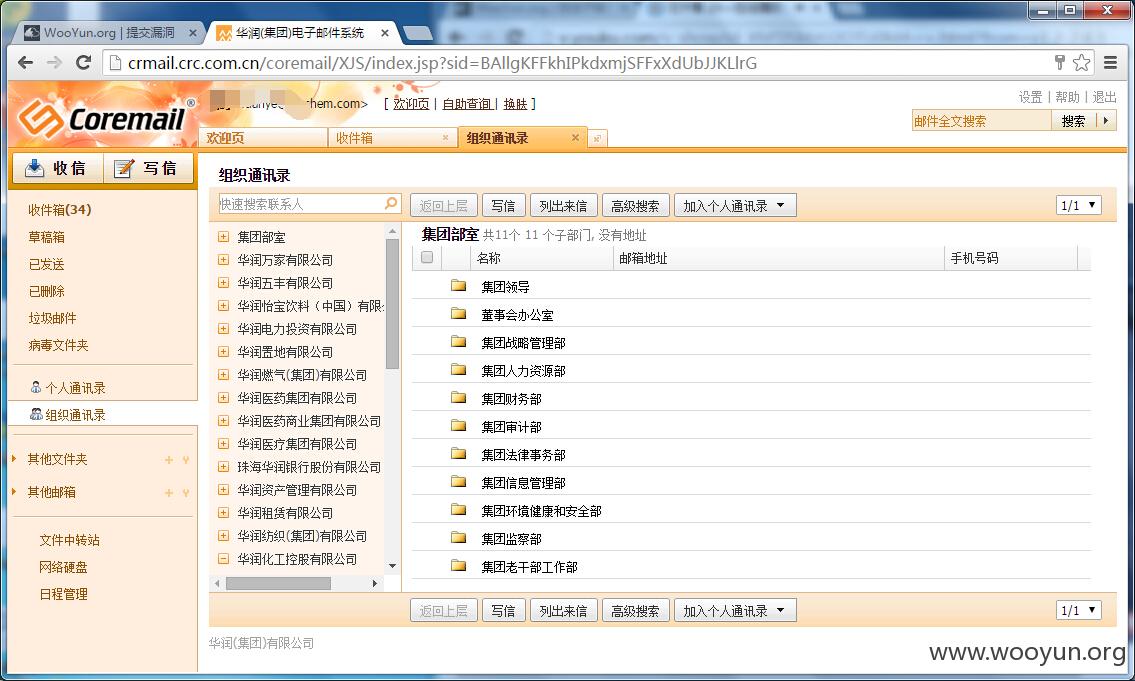 WooYun.org | 提交漏洞
华润(集团)电子邮件系统
crmail.crc.com.cn/coremail/XJS/index.jsp?sid=BAllgKFFkhIPkdxmjSFFxXdUbJJKLlrG
Coremail®
hem.com> [ 欢迎页 | 自助查询 | 换肤 ]
设置 | 帮助 | 退出
邮件全文搜索 搜索
欢迎页 收件箱 组织通讯录
收信 写信
收件箱(34)
草稿箱
已发送
已删除
垃圾邮件
病毒文件夹
个人通讯录
组织通讯录
其他文件夹
其他邮箱
文件中转站
网络硬盘
日程管理
组织通讯录
快速搜索联系人
返回上层 写信 列出来信 高级搜索 加入个人通讯录 1/1
集团部室
华润万家有限公司
华润五丰有限公司
华润怡宝饮料（中国）有限
华润电力投资有限公司
华润置地有限公司
华润燃气(集团)有限公司
华润医药集团有限公司
华润医药商业集团有限公司
华润医疗集团有限公司
珠海华润银行股份有限公司
华润资产管理有限公司
华润租赁有限公司
华润纺织(集团)有限公司
华润化工控股有限公司
集团部室 共11个 11 个子部门, 没有地址
名称 邮箱地址 手机号码
集团领导
董事会办公室
集团战略管理部
集团人力资源部
集团财务部
集团审计部
集团法律事务部
集团信息管理部
集团环境健康和安全部
集团监察部
集团老干部工作部
返回上层 写信 列出来信 高级搜索 加入个人通讯录 1/1
华润(集团)有限公司
www.wooyun.org